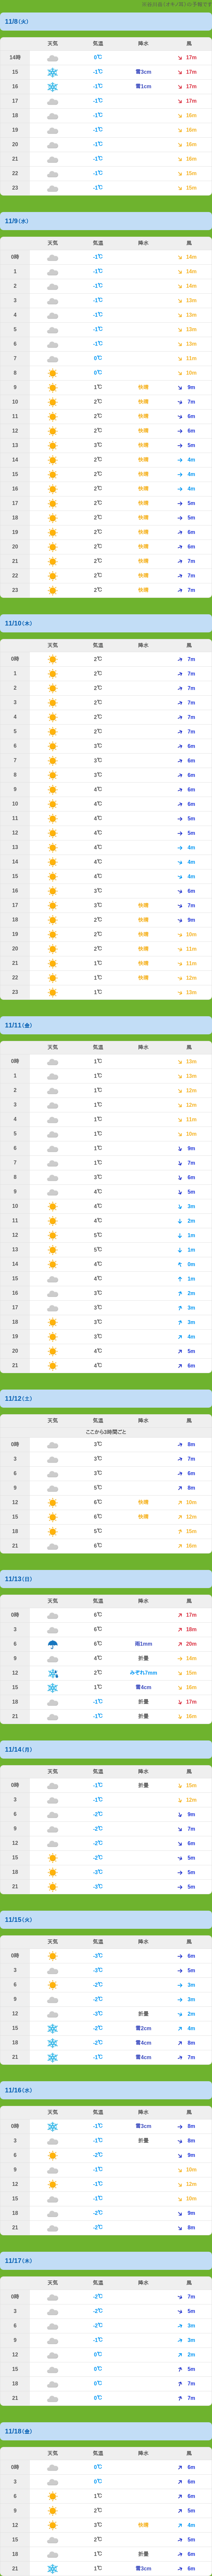 11/8(火)
天気 気温 降水 風
14時 0℃ 17m
15 -1℃ 雪3cm 17m
16 -1℃ 雪1cm 17m
17 -1℃ 17m
18 -1℃ 16m
19 -1℃ 16m
20 -1℃ 16m
21 -1℃ 16m
22 -1℃ 15m
23 -1℃ 15m
11/9(水)
天気 気温 降水 風
0時 -1℃ 14m
1 -1℃ 14m
2 -1℃ 14m
3 -1℃ 13m
4 -1℃ 13m
5 -1℃ 13m
6 -1℃ 13m
7 0℃ 11m
8 0℃ 10m
9 1℃ 快晴 9m
10 2℃ 快晴 7m
11 2℃ 快晴 6m
12 2℃ 快晴 6m
13 3℃ 快晴 5m
14 2℃ 快晴 4m
15 2℃ 快晴 4m
16 2℃ 快晴 4m
17 2℃ 快晴 5m
18 2℃ 快晴 5m
19 2℃ 快晴 6m
20 2℃ 快晴 6m
21 2℃ 快晴 7m
22 2℃ 快晴 7m
23 2℃ 快晴 7m
11/10(木)
天気 気温 降水 風
0時 2℃ 7m
1 2℃ 7m
2 2℃ 7m
3 2℃ 7m
4 2℃ 7m
5 2℃ 7m
6 3℃ 6m
7 3℃ 6m
8 3℃ 6m
9 4℃ 6m
10 4℃ 6m
11 4℃ 5m
12 4℃ 5m
13 4℃ 4m
14 4℃ 4m
15 4℃ 4m
16 3℃ 6m
17 3℃ 快晴 7m
18 2℃ 快晴 9m
19 2℃ 快晴 10m
20 2℃ 快晴 11m
21 1℃ 快晴 11m
22 1℃ 快晴 12m
23 1℃ 13m
11/11(金)
天気 気温 降水 風
0時 1℃ 13m
1 1℃ 13m
2 1℃ 12m
3 1℃ 12m
4 1℃ 11m
5 1℃ 10m
6 1℃ 9m
7 1℃ 7m
8 3℃ 6m
9 4℃ 5m
10 4℃ 3m
11 4℃ 2m
12 5℃ 1m
13 5℃ 1m
14 4℃ 0m
15 4℃ 1m
16 3℃ 2m
17 3℃ 3m
18 3℃ 3m
19 3℃ 4m
20 4℃ 5m
21 4℃ 6m
11/12(土)
天気 気温 降水 風
ここから3時間ごと
0時 3℃ 8m
3 3℃ 7m
6 3℃ 6m
9 5℃ 8m
12 6℃ 快晴 10m
15 6℃ 快晴 12m
18 5℃ 15m
21 6℃ 16m
11/13(日)
天気 気温 降水 風
0時 6℃ 17m
3 6℃ 18m
6 6℃ 雨1mm 20m
9 4℃ 折曇 14m
12 2℃ みぞれ7mm 15m
15 1℃ 雪4cm 16m
18 -1℃ 折曇 17m
21 -1℃ 折曇 16m
11/14(月)
天気 気温 降水 風
0時 -1℃ 折曇 15m
3 -1℃ 12m
6 -2℃ 9m
9 -2℃ 7m
12 -2℃ 6m
15 -2℃ 5m
18 -3℃ 5m
21 -3℃ 5m
11/15(火)
天気 気温 降水 風
0時 -3℃ 6m
3 -3℃ 5m
6 -2℃ 3m
9 -2℃ 3m
12 -3℃ 折曇 2m
15 -2℃ 雪2cm 4m
18 -2℃ 雪4cm 8m
21 -1℃ 雪4cm 7m
11/16(水)
天気 気温 降水 風
0時 -1℃ 雪3cm 8m
3 -1℃ 折曇 8m
6 -2℃ 9m
9 -1℃ 10m
12 -1℃ 12m
15 -1℃ 10m
18 -2℃ 9m
21 -2℃ 8m
11/17(木)
天気 気温 降水 風
0時 -2℃ 7m
3 -2℃ 5m
6 -2℃ 3m
9 -1℃ 3m
12 0℃ 2m
15 0℃ 5m
18 0℃ 7m
21 0℃ 7m
11/18(金)
天気 気温 降水 風
0時 0℃ 6m
3 0℃ 6m
6 1℃ 6m
9 2℃ 5m
12 3℃ 快晴 4m
15 2℃ 5m
18 1℃ 折曇 6m
21 1℃ 雪3cm 6m